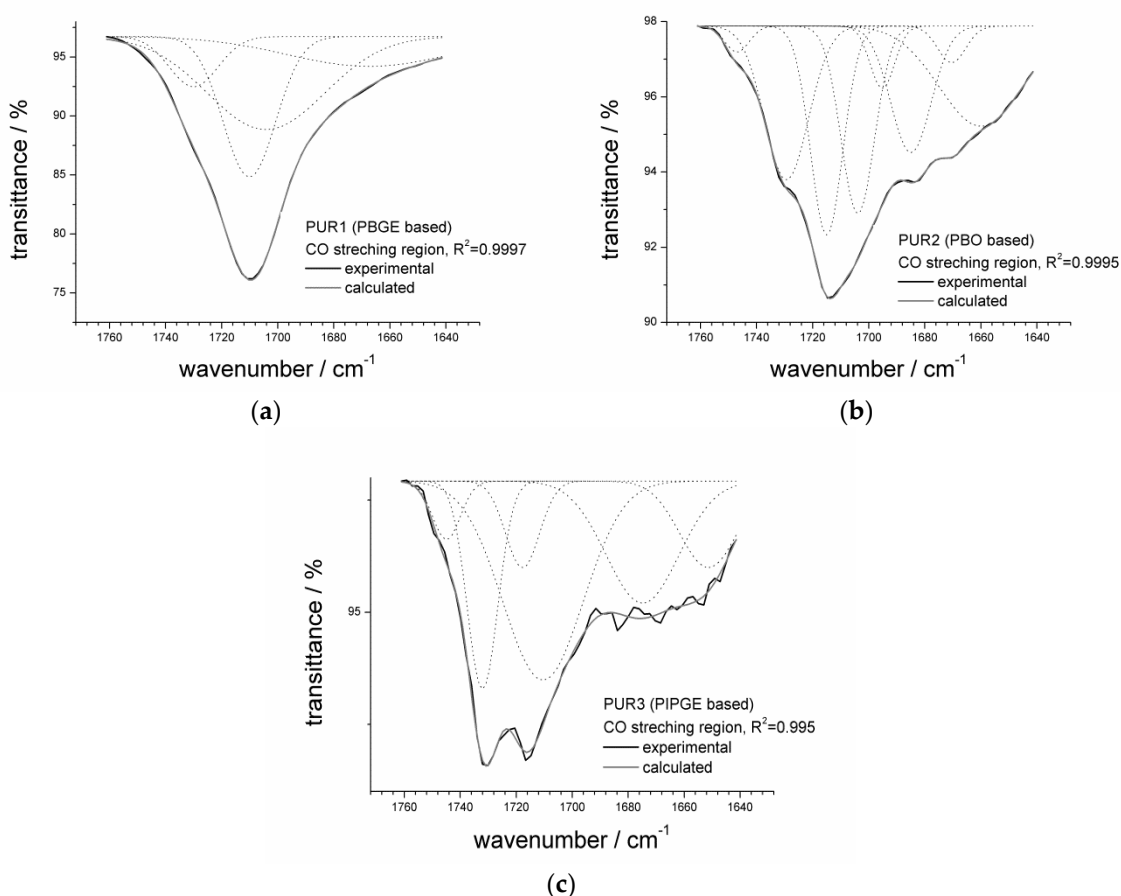 95
90
85
80
75
transittance / %
PUR1 (PBGE based)
CO streching region, R²=0.9997
experimental
calculated
1760 1740 1720 1700 1680 1660 1640
wavenumber / cm⁻¹
(a)
98
96
94
92
90
transittance / %
PUR2 (PBO based)
CO streching region, R²=0.9995
experimental
calculated
1760 1740 1720 1700 1680 1660 1640
wavenumber / cm⁻¹
(b)
95
transittance / %
PUR3 (PIPGE based)
CO streching region, R²=0.995
experimental
calculated
1760 1740 1720 1700 1680 1660 1640
wavenumber / cm⁻¹
(c)